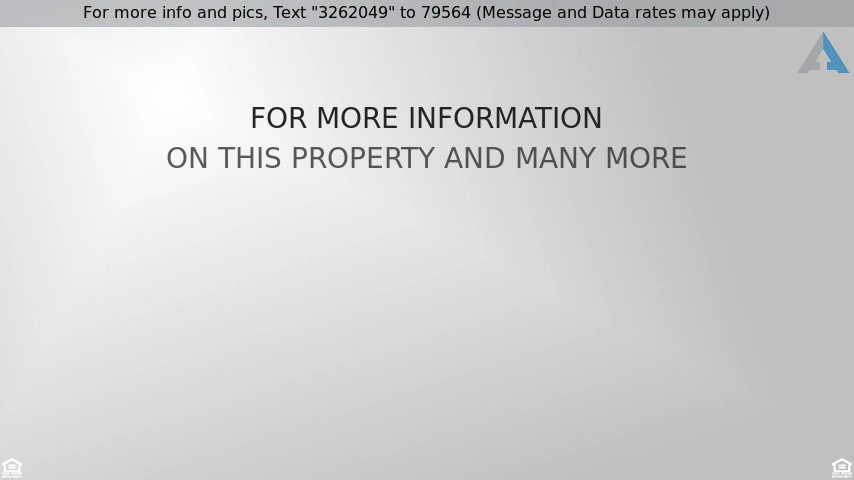 For more info and pics, Text "3262049" to 79564 (Message and Data rates may apply)
FOR MORE INFORMATION
ON THIS PROPERTY AND MANY MORE